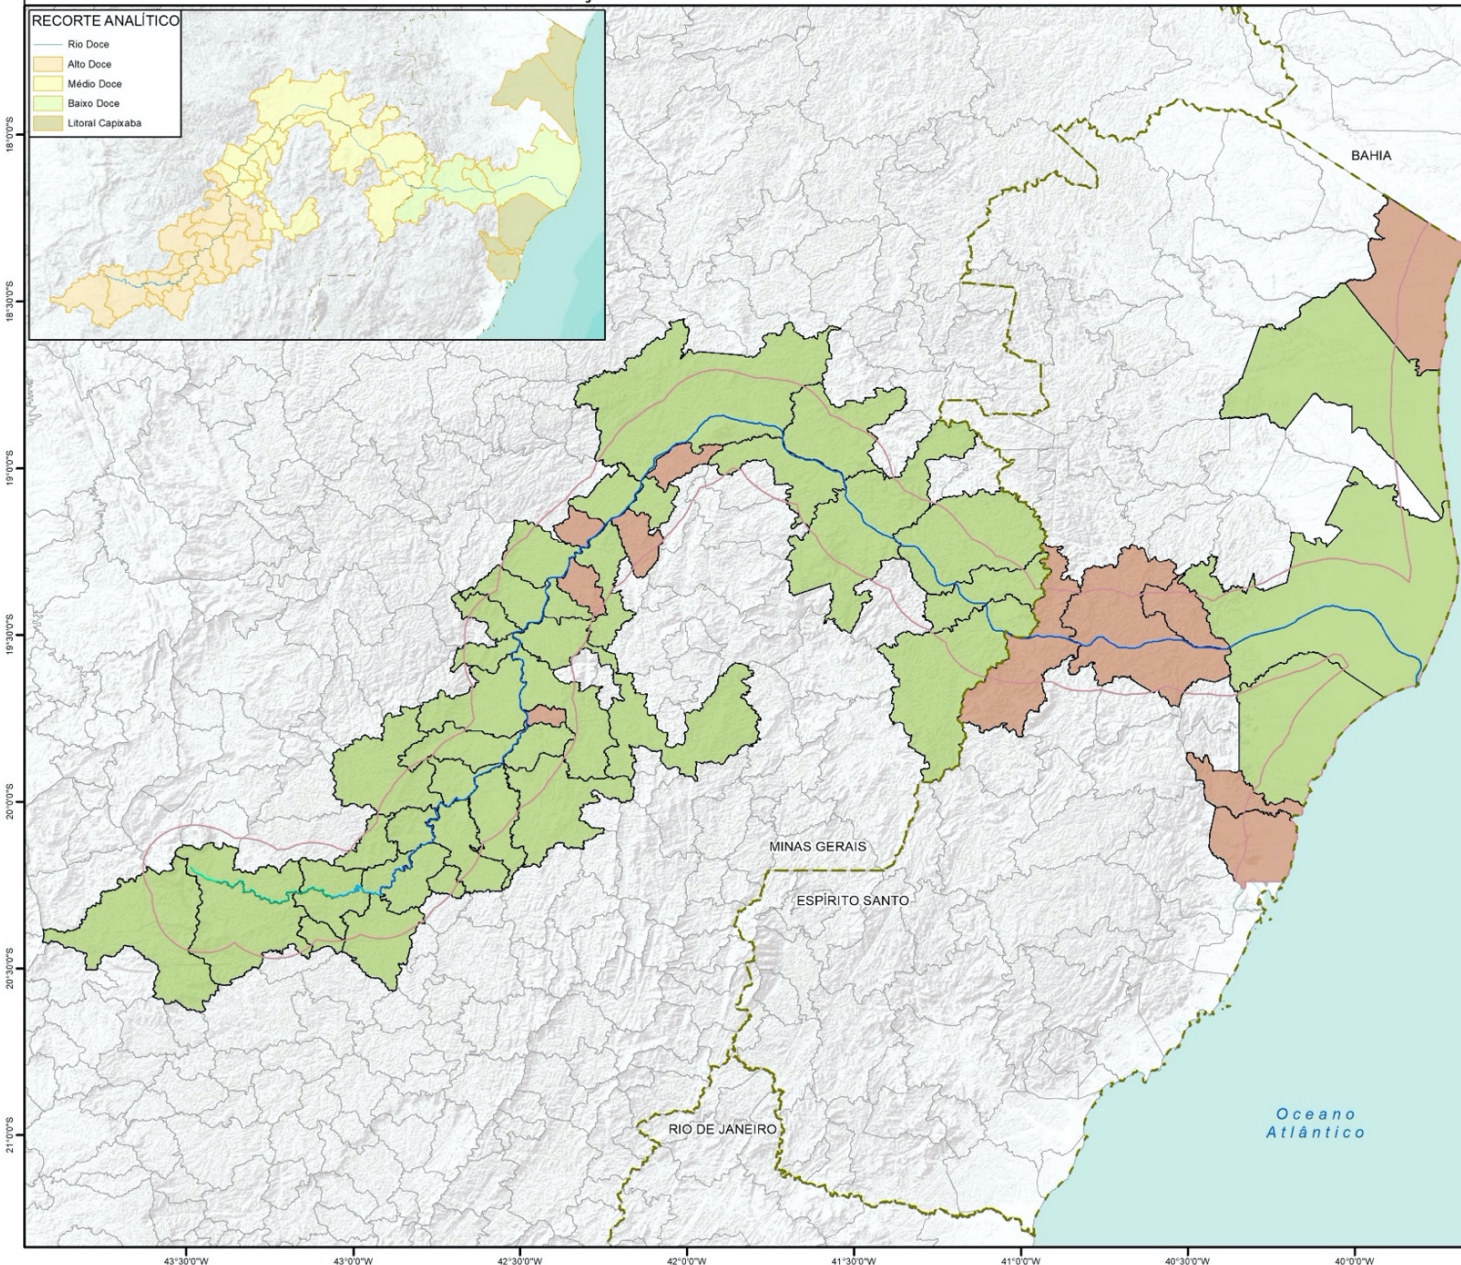 RECORTE ANALÍTICO
Rio Doce
Alto Doce
Médio Doce
Baixo Doce
Litoral Capixaba
BAHIA
18°0'0"S
18°30'0"S
19°0'0"S
19°30'0"S
20°0'0"S
20°30'0"S
21°0'0"S
MINAS GERAIS
ESPÍRITO SANTO
RIO DE JANEIRO
Oceano
Atlântico
43°30'0"W
43°0'0"W
42°30'0"W
42°0'0"W
41°30'0"W
41°0'0"W
40°30'0"W
40°0'0"W